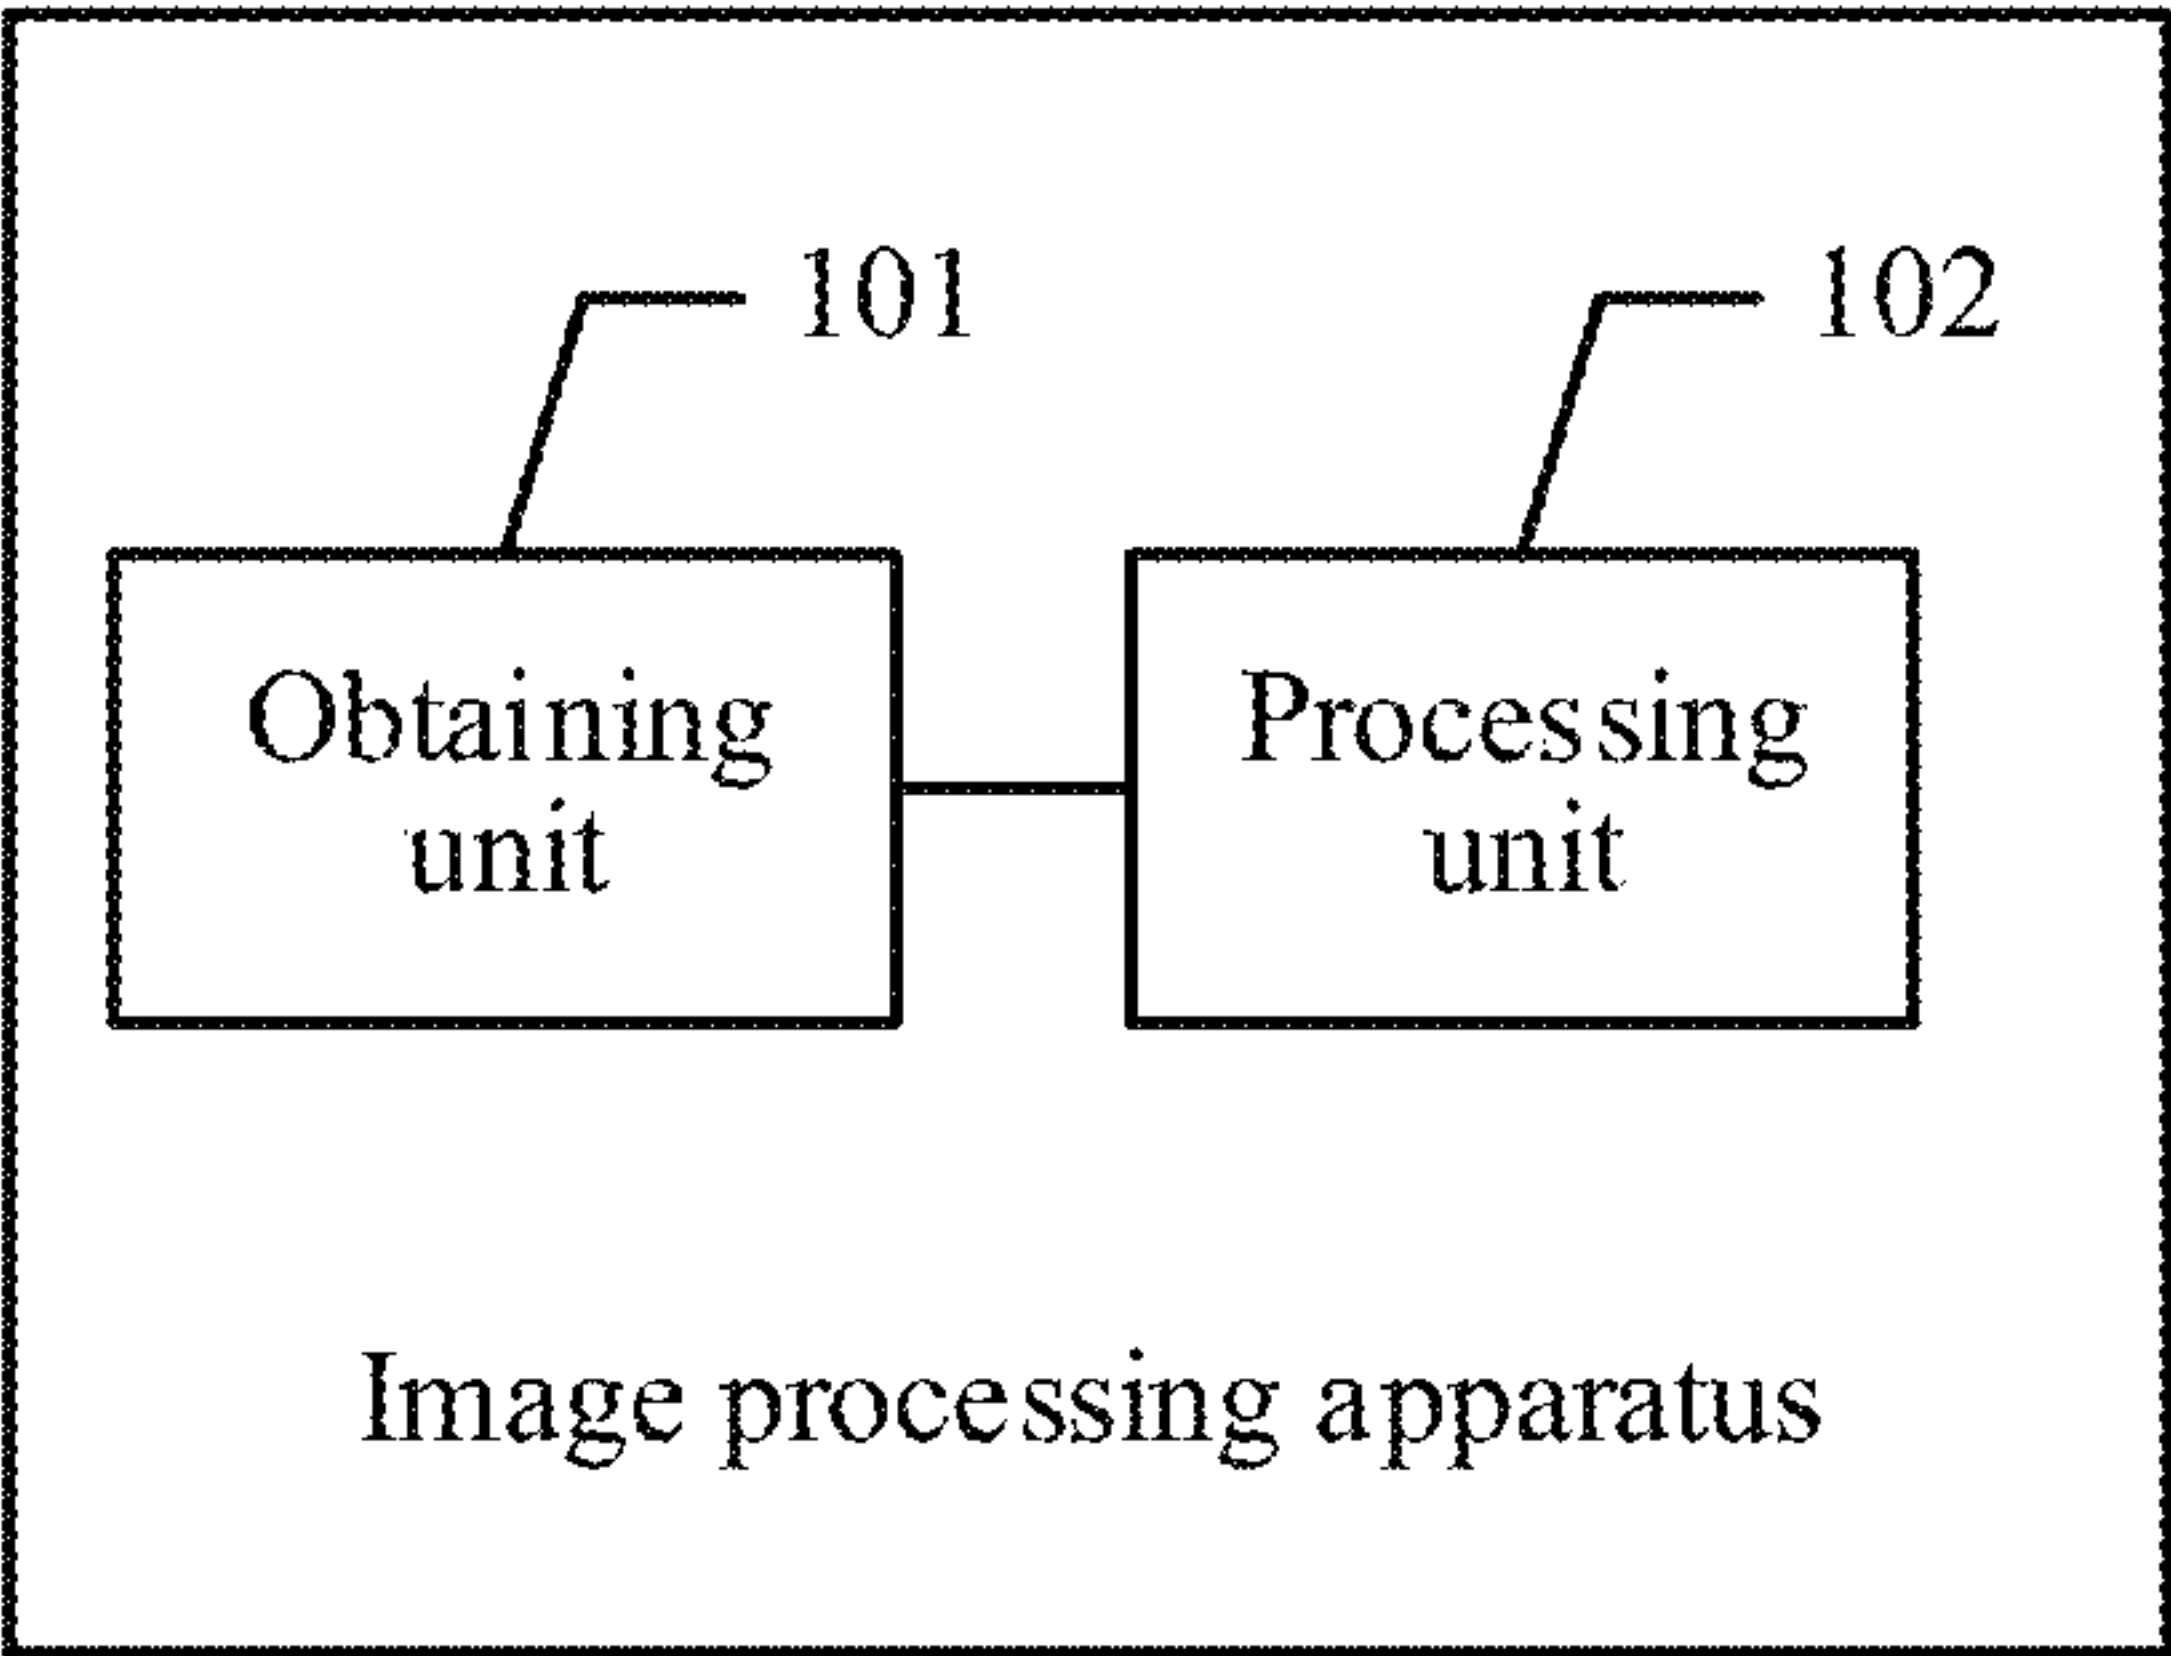 101
102
Obtaining
unit
Processing
unit
Image processing apparatus